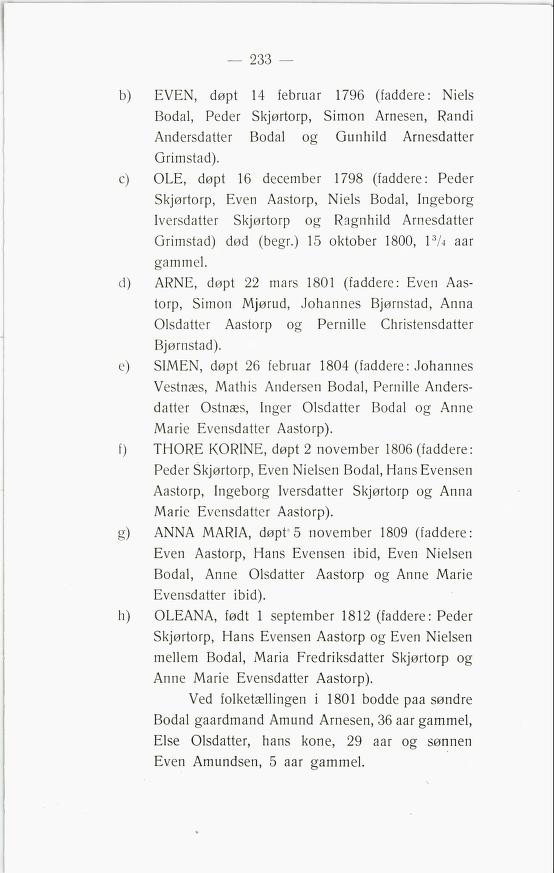 — 233 —
b) EVEN, døpt 14 februar 1796 (faddere: Niels
Bodal, Peder Skjørtorp, Simon Arnesen, Randi
Andersdatter Bodal og Gunhild Arnesdatter
Grimstad).
c) OLE, døpt 16 december 1798 (faddere: Peder
Skjørtorp, Even Aastorp, Niels Bodal, Ingeborg
Iversdatter Skjørtorp og Ragnhild Arnesdatter
Grimstad) død (begr.) 15 oktober 1800, 1³/₄ aar
gammel.
d) ARNE, døpt 22 mars 1801 (faddere: Even Aas-
torp, Simon Mjørud, Johannes Bjørnstad, Anna
Olsdatter Aastorp og Pernille Christensdatter
Bjørnstad).
e) SIMEN, døpt 26 februar 1804 (faddere: Johannes
Vestnæs, Mathis Andersen Bodal, Pernille Anders-
datter Ostnæs, Inger Olsdatter Bodal og Anne
Marie Evensdatter Aastorp).
f) THORE KORINE, døpt 2 november 1806 (faddere:
Peder Skjørtorp, Even Nielsen Bodal, Hans Evensen
Aastorp, Ingeborg Iversdatter Skjørtorp og Anna
Marie Evensdatter Aastorp).
g) ANNA MARIA, døpt 5 november 1809 (faddere:
Even Aastorp, Hans Evensen ibid, Even Nielsen
Bodal, Anne Olsdatter Aastorp og Anne Marie
Evensdatter ibid).
h) OLEANA, født 1 september 1812 (faddere: Peder
Skjørtorp, Hans Evensen Aastorp og Even Nielsen
mellem Bodal, Maria Fredriksdatter Skjørtorp og
Anne Marie Evensdatter Aastorp).
Ved folketællingen i 1801 bodde paa søndre
Bodal gaardmand Amund Arnesen, 36 aar gammel,
Else Olsdatter, hans kone, 29 aar og sønnen
Even Amundsen, 5 aar gammel.